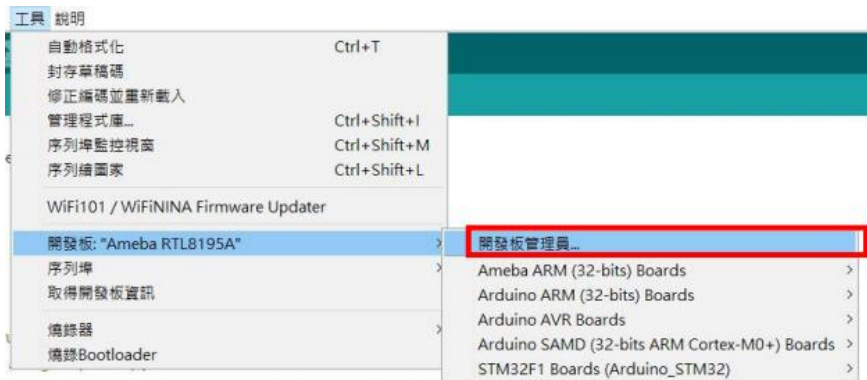 工具 說明
自動格式化 Ctrl+T
封存草稿碼
修正編碼並重新載入
管理程式庫... Ctrl+Shift+I
序列埠監控視窗 Ctrl+Shift+M
序列繪圖家 Ctrl+Shift+L
WiFi101 / WiFiNINA Firmware Updater
開發板: "Ameba RTL8195A"
序列埠
取得開發板資訊
燒錄器
燒錄Bootloader
開發板管理員...
Ameba ARM (32-bits) Boards
Arduino ARM (32-bits) Boards
Arduino AVR Boards
Arduino SAMD (32-bits ARM Cortex-M0+) Boards
STM32F1 Boards (Arduino_STM32)